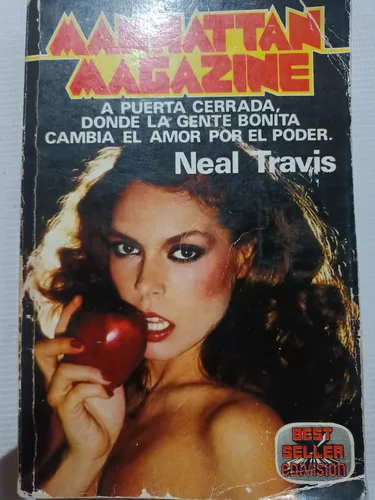 MANHATTAN
MAGAZINE
A PUERTA CERRADA,
DONDE LA GENTE BONITA
CAMBIA EL AMOR POR EL PODER.
Neal Travis
BEST
SELLER
EDIVISION